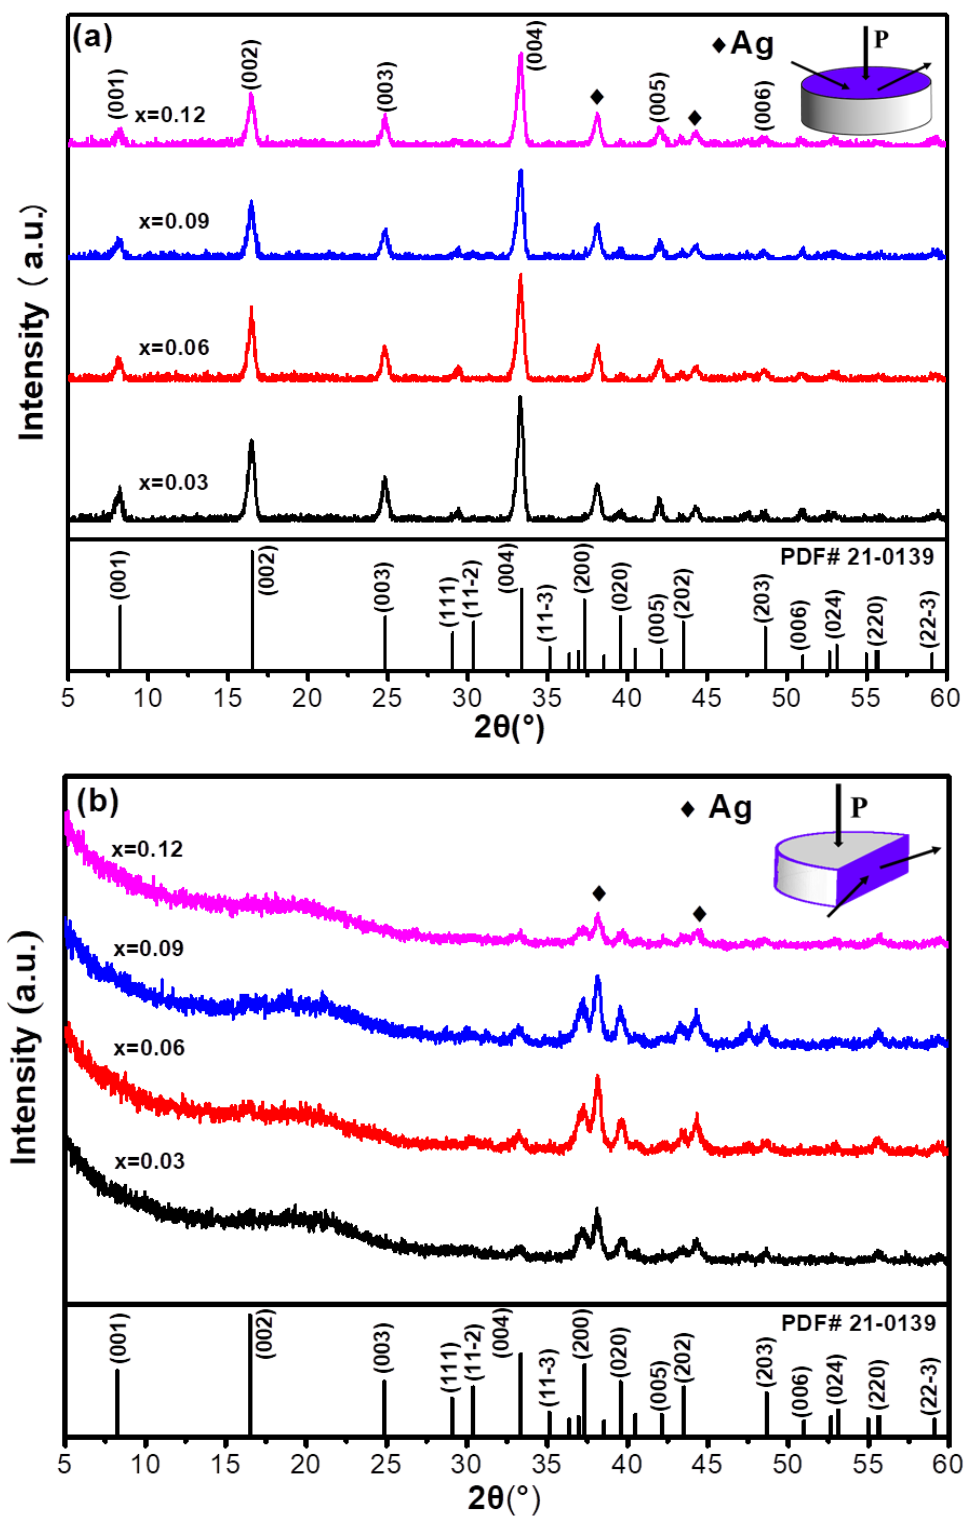 (a)
◆Ag
P
(001)
(002)
(003)
(004)
◆
(005)
◆
(006)
x=0.12
x=0.09
x=0.06
x=0.03
Intensity ( a.u.)
PDF# 21-0139
(001)
(002)
(003)
(111)
(11-2)
(004)
(11-3)
(200)
(020)
(005)
(202)
(203)
(006)
(024)
(220)
(22-3)
5 10 15 20 25 30 35 40 45 50 55 60
2θ(°)
(b)
◆ Ag
P
◆
◆
x=0.12
x=0.09
x=0.06
x=0.03
Intensity (a.u.)
PDF# 21-0139
(001)
(002)
(003)
(111)
(11-2)
(004)
(11-3)
(200)
(020)
(005)
(202)
(203)
(006)
(024)
(220)
(22-3)
5 10 15 20 25 30 35 40 45 50 55 60
2θ(°)